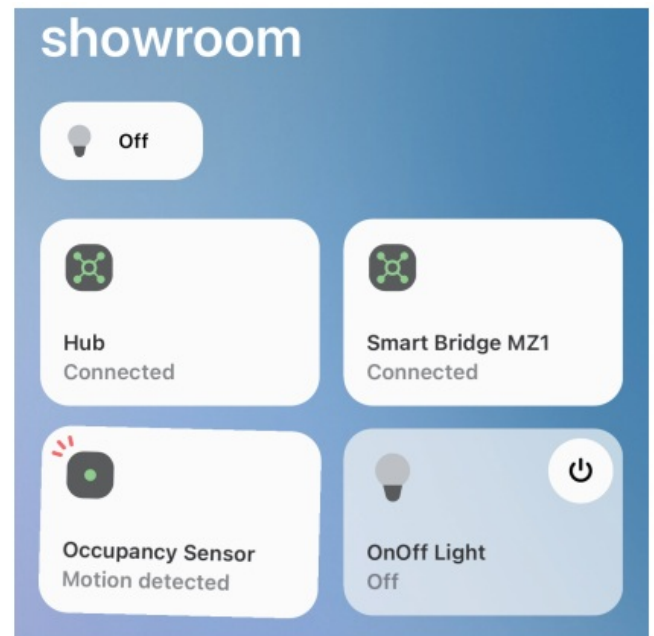 showroom
Off
Hub
Connected
Smart Bridge MZ1
Connected
Occupancy Sensor
Motion detected
OnOff Light
Off